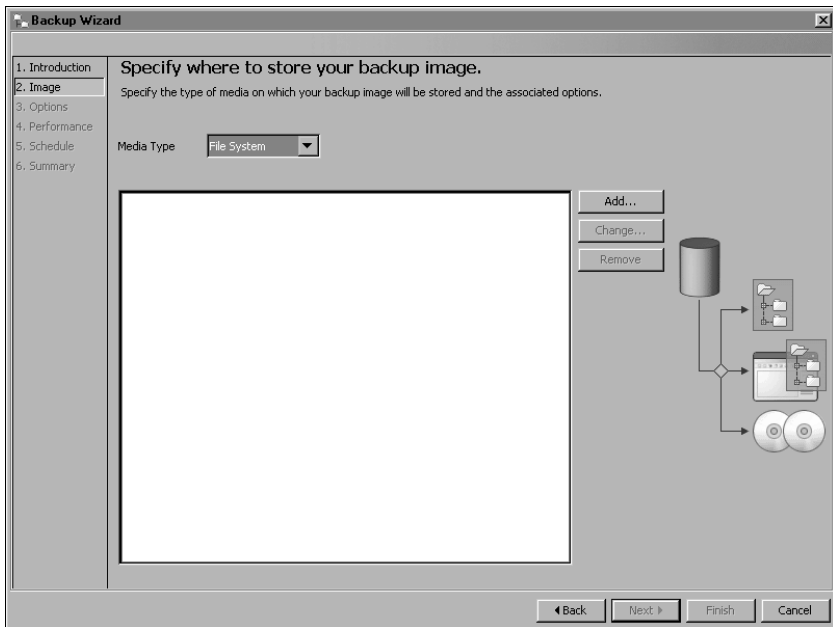 Backup Wizard
1. Introduction
2. Image
3. Options
4. Performance
5. Schedule
6. Summary
Specify where to store your backup image.
Specify the type of media on which your backup image will be stored and the associated options.
Media Type
File System
Add...
Change...
Remove
Back
Next
Finish
Cancel